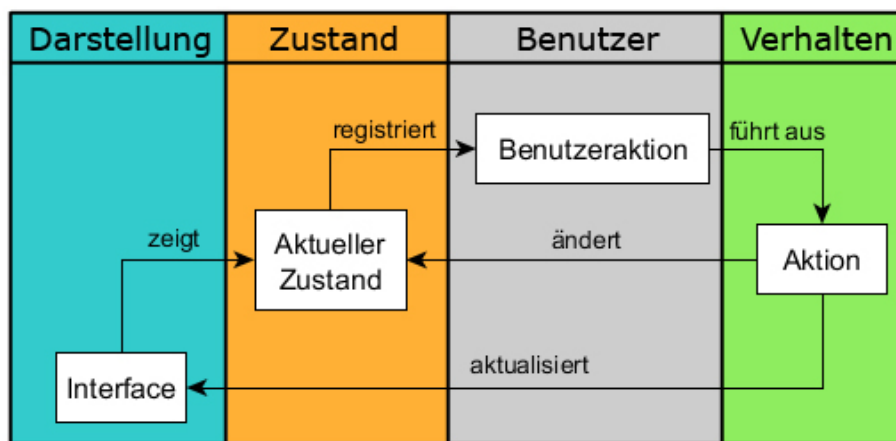 Darstellung
Zustand
Benutzer
Verhalten
registriert
Benutzeraktion
führt aus
zeigt
Aktueller
Zustand
ändert
Aktion
Interface
aktualisiert